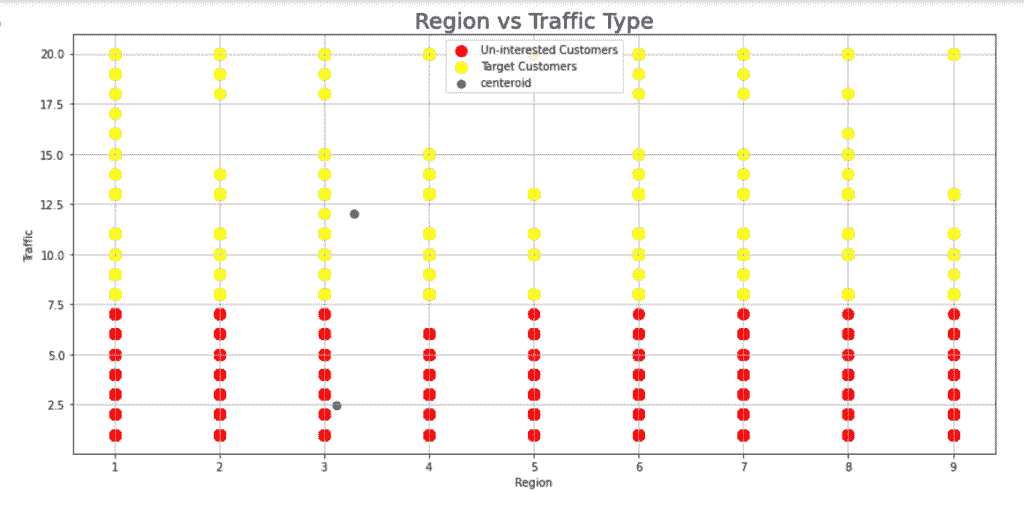 Region vs Traffic Type
Un-interested Customers
Target Customers
centeroid
Traffic
20.0
17.5
15.0
12.5
10.0
7.5
5.0
2.5
1 2 3 4 5 6 7 8 9
Region